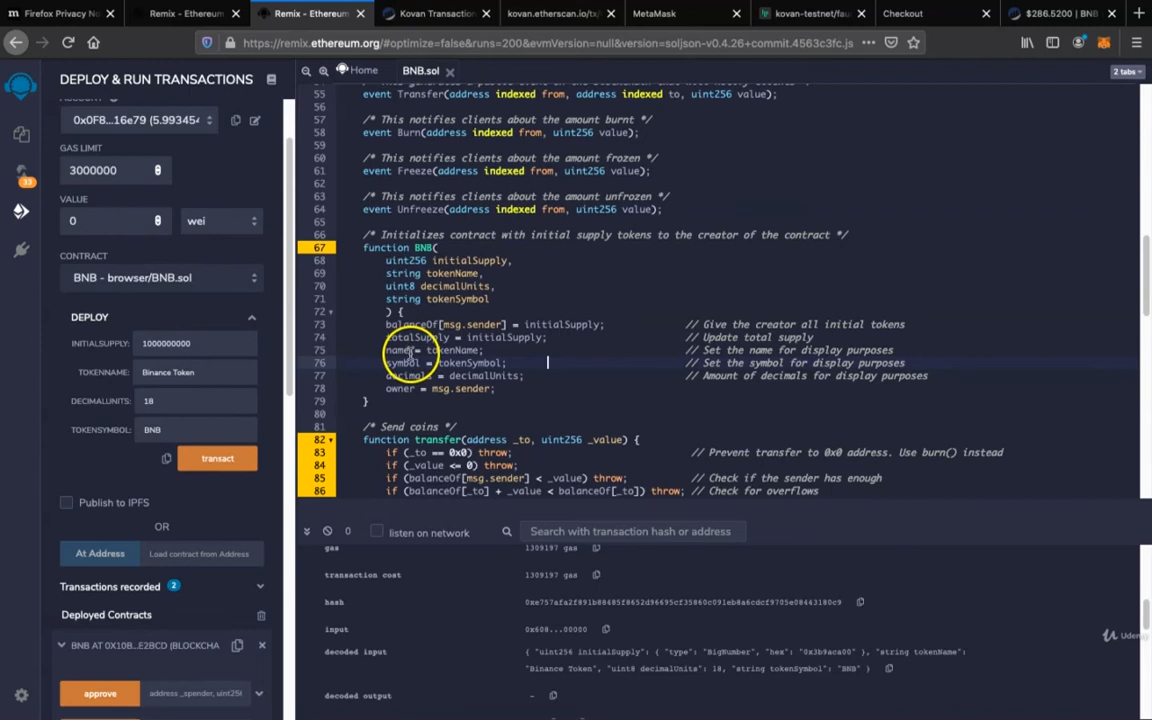 Firefox Privacy No
Remix - Ethereum
Remix - Ethereum
Kovan Transaction
kovan.etherscan.io/tx/
MetaMask
kovan-testnet/fau
Checkout
$286.5200 | BNB
https://remix.ethereum.org/#optimize=false&runs=200&evmVersion=null&version=soljson-v0.4.26+commit.4563c3fc.js
DEPLOY & RUN TRANSACTIONS
Home
BNB.sol
2 tabs
0x0F8...16e79 (5.993454
GAS LIMIT
3000000
VALUE
0
wei
CONTRACT
BNB - browser/BNB.sol
DEPLOY
INITIALSUPPLY:
1000000000
TOKENNAME:
Binance Token
DECIMALUNITS:
18
TOKENSYMBOL:
BNB
transact
Publish to IPFS
OR
At Address
Load contract from Address
Transactions recorded 2
Deployed Contracts
BNB AT 0X10B...E2BCD (BLOCKCHA
approve
address _spender, uint25
33
55 event Transfer(address indexed from, address indexed to, uint256 value);
56
57 /* This notifies clients about the amount burnt */
58 event Burn(address indexed from, uint256 value);
59
60 /* This notifies clients about the amount frozen */
61 event Freeze(address indexed from, uint256 value);
62
63 /* This notifies clients about the amount unfrozen */
64 event Unfreeze(address indexed from, uint256 value);
65
66 /* Initializes contract with initial supply tokens to the creator of the contract */
67 function BNB(
68 uint256 initialSupply,
69 string tokenName,
70 uint8 decimalUnits,
71 string tokenSymbol
72 ) {
73 balanceOf[msg.sender] = initialSupply; // Give the creator all initial tokens
74 totalSupply = initialSupply; // Update total supply
75 name = tokenName; // Set the name for display purposes
76 symbol = tokenSymbol; // Set the symbol for display purposes
77 decimals = decimalUnits; // Amount of decimals for display purposes
78 owner = msg.sender;
79 }
80
81 /* Send coins */
82 function transfer(address _to, uint256 _value) {
83 if (_to == 0x0) throw; // Prevent transfer to 0x0 address. Use burn() instead
84 if (_value <= 0) throw;
85 if (balanceOf[msg.sender] < _value) throw; // Check if the sender has enough
86 if (balanceOf[_to] + _value < balanceOf[_to]) throw; // Check for overflows
0
listen on network
Search with transaction hash or address
gas 1309197 gas
transaction cost 1309197 gas
hash
input 0x608...00000
decoded input { "uint256 initialSupply": { "type": "BigNumber", "hex": "0x3b9aca00" }, "string tokenName":
"Binance Token", "uint8 decimalUnits": 18, "string tokenSymbol": "BNB" }
decoded output -
Udemy